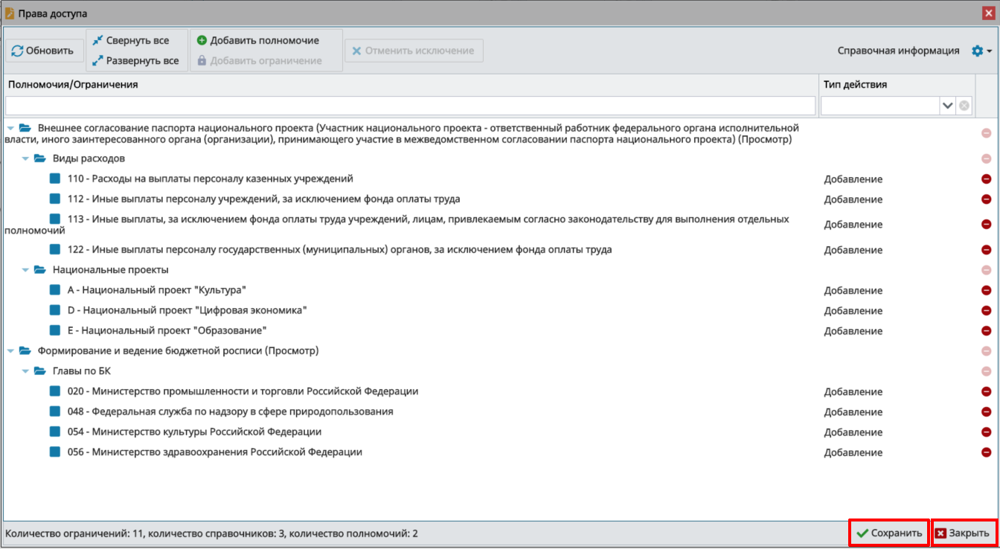 Права доступа
Обновить
Свернуть все
Развернуть все
Добавить полномочие
Добавить ограничение
Отменить исключение
Справочная информация
Полномочия/Ограничения
Тип действия
Внешнее согласование паспорта национального проекта (Участник национального проекта - ответственный работник федерального органа исполнительной
власти, иного заинтересованного органа (организации), принимающего участие в межведомственном согласовании паспорта национального проекта) (Просмотр)
Виды расходов
110 - Расходы на выплаты персоналу казенных учреждений Добавление
112 - Иные выплаты персоналу учреждений, за исключением фонда оплаты труда Добавление
113 - Иные выплаты, за исключением фонда оплаты труда учреждений, лицам, привлекаемым согласно законодательству для выполнения отдельных
полномочий Добавление
122 - Иные выплаты персоналу государственных (муниципальных) органов, за исключением фонда оплаты труда Добавление
Национальные проекты
A - Национальный проект "Культура" Добавление
D - Национальный проект "Цифровая экономика" Добавление
E - Национальный проект "Образование" Добавление
Формирование и ведение бюджетной росписи (Просмотр)
Главы по БК
020 - Министерство промышленности и торговли Российской Федерации Добавление
048 - Федеральная служба по надзору в сфере природопользования Добавление
054 - Министерство культуры Российской Федерации Добавление
056 - Министерство здравоохранения Российской Федерации Добавление
Количество ограничений: 11, количество справочников: 3, количество полномочий: 2
Сохранить
Закрыть